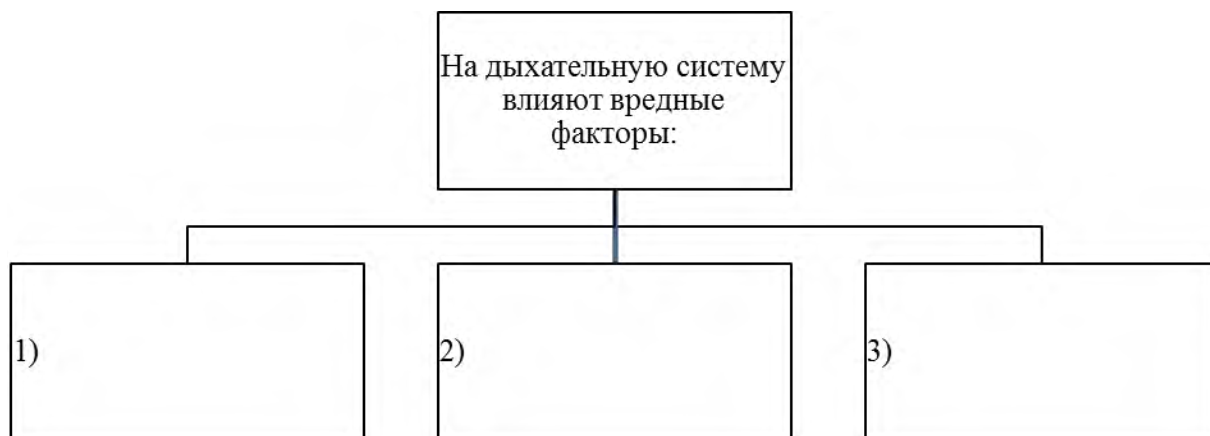 На дыхательную систему
влияют вредные
факторы:
1)
2)
3)